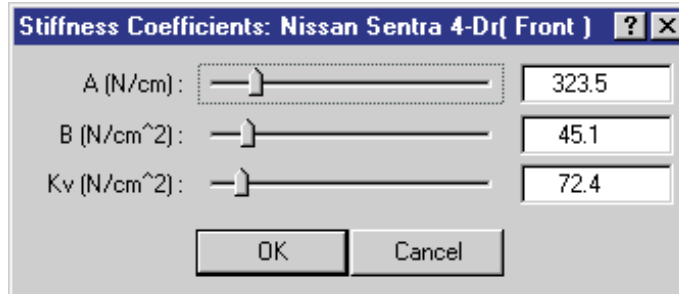 Stiffness Coefficients: Nissan Sentra 4-Dr( Front ) ? ×
A (N/cm) : 323.5
B (N/cm^2) : 45.1
Kv (N/cm^2) : 72.4
OK Cancel